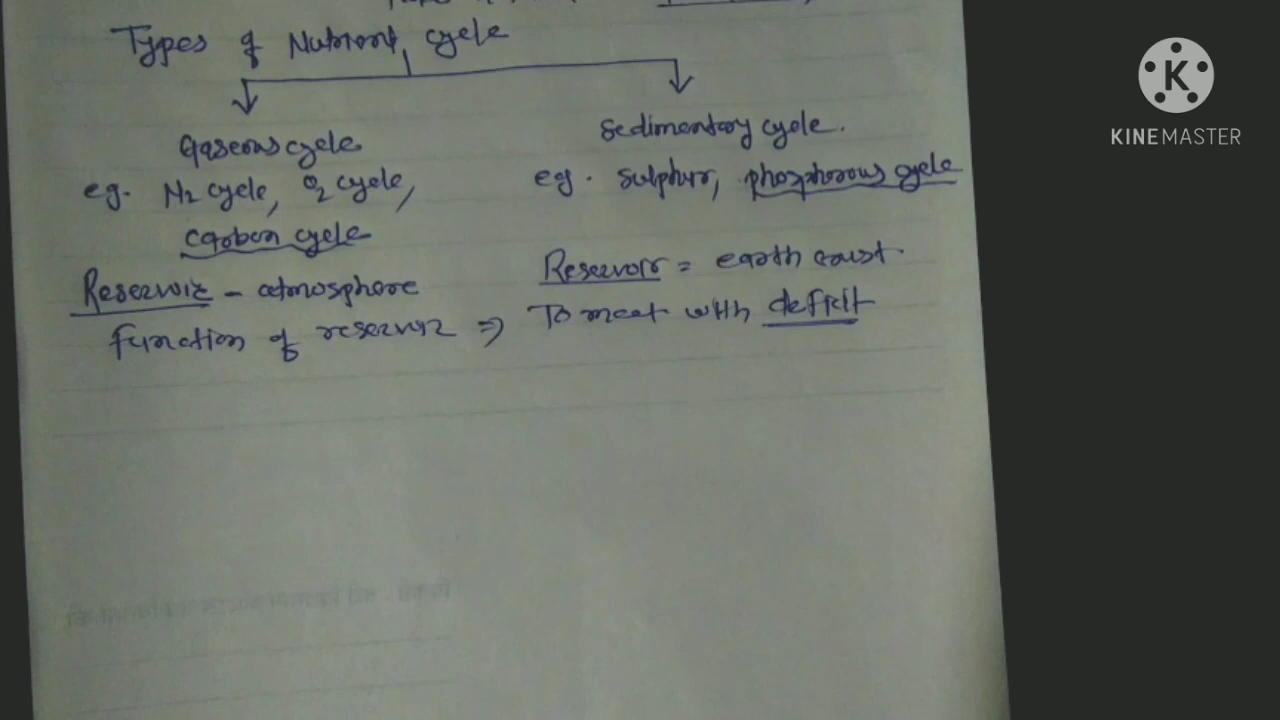 Types of Nutrient cycle
Gaseous cycle
sedimentary cycle.
eg. N2 cycle, O2 cycle,
carbon cycle
eg. sulphur, phosphorous cycle
Reservoir - atmosphere
Reservoir = earth crust
function of reservoir ⇒ To meet with deficit
K
KINEMASTER